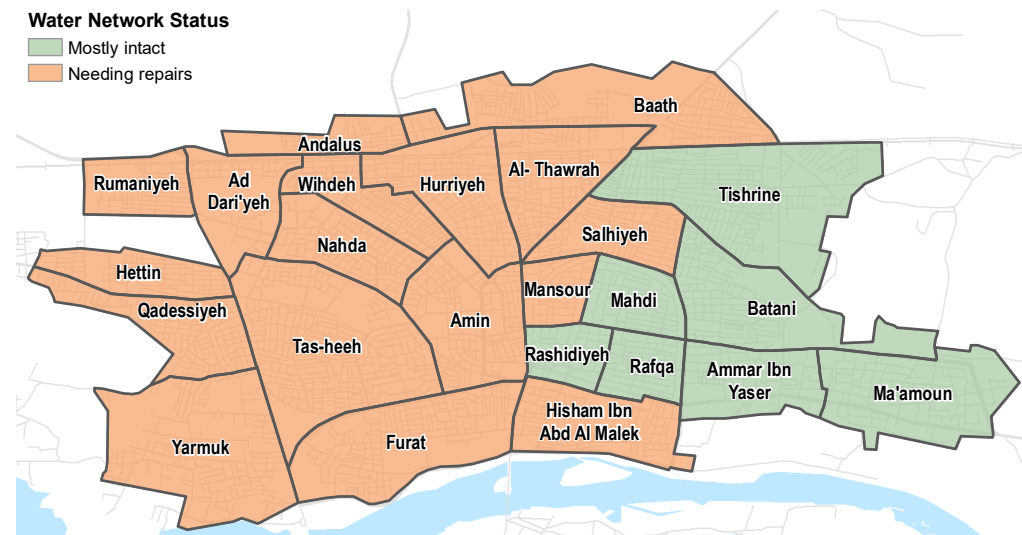 Water Network Status
Mostly intact
Needing repairs
Baath
Andalus
Rumaniyeh
Ad
Dari'yeh
Wihdeh
Hurriyeh
Al- Thawrah
Tishrine
Nahda
Salhiyeh
Hettin
Qadessiyeh
Mansour
Mahdi
Batani
Amin
Tas-heeh
Rashidiyeh
Rafqa
Ammar Ibn
Yaser
Ma'amoun
Hisham Ibn
Abd Al Malek
Furat
Yarmuk